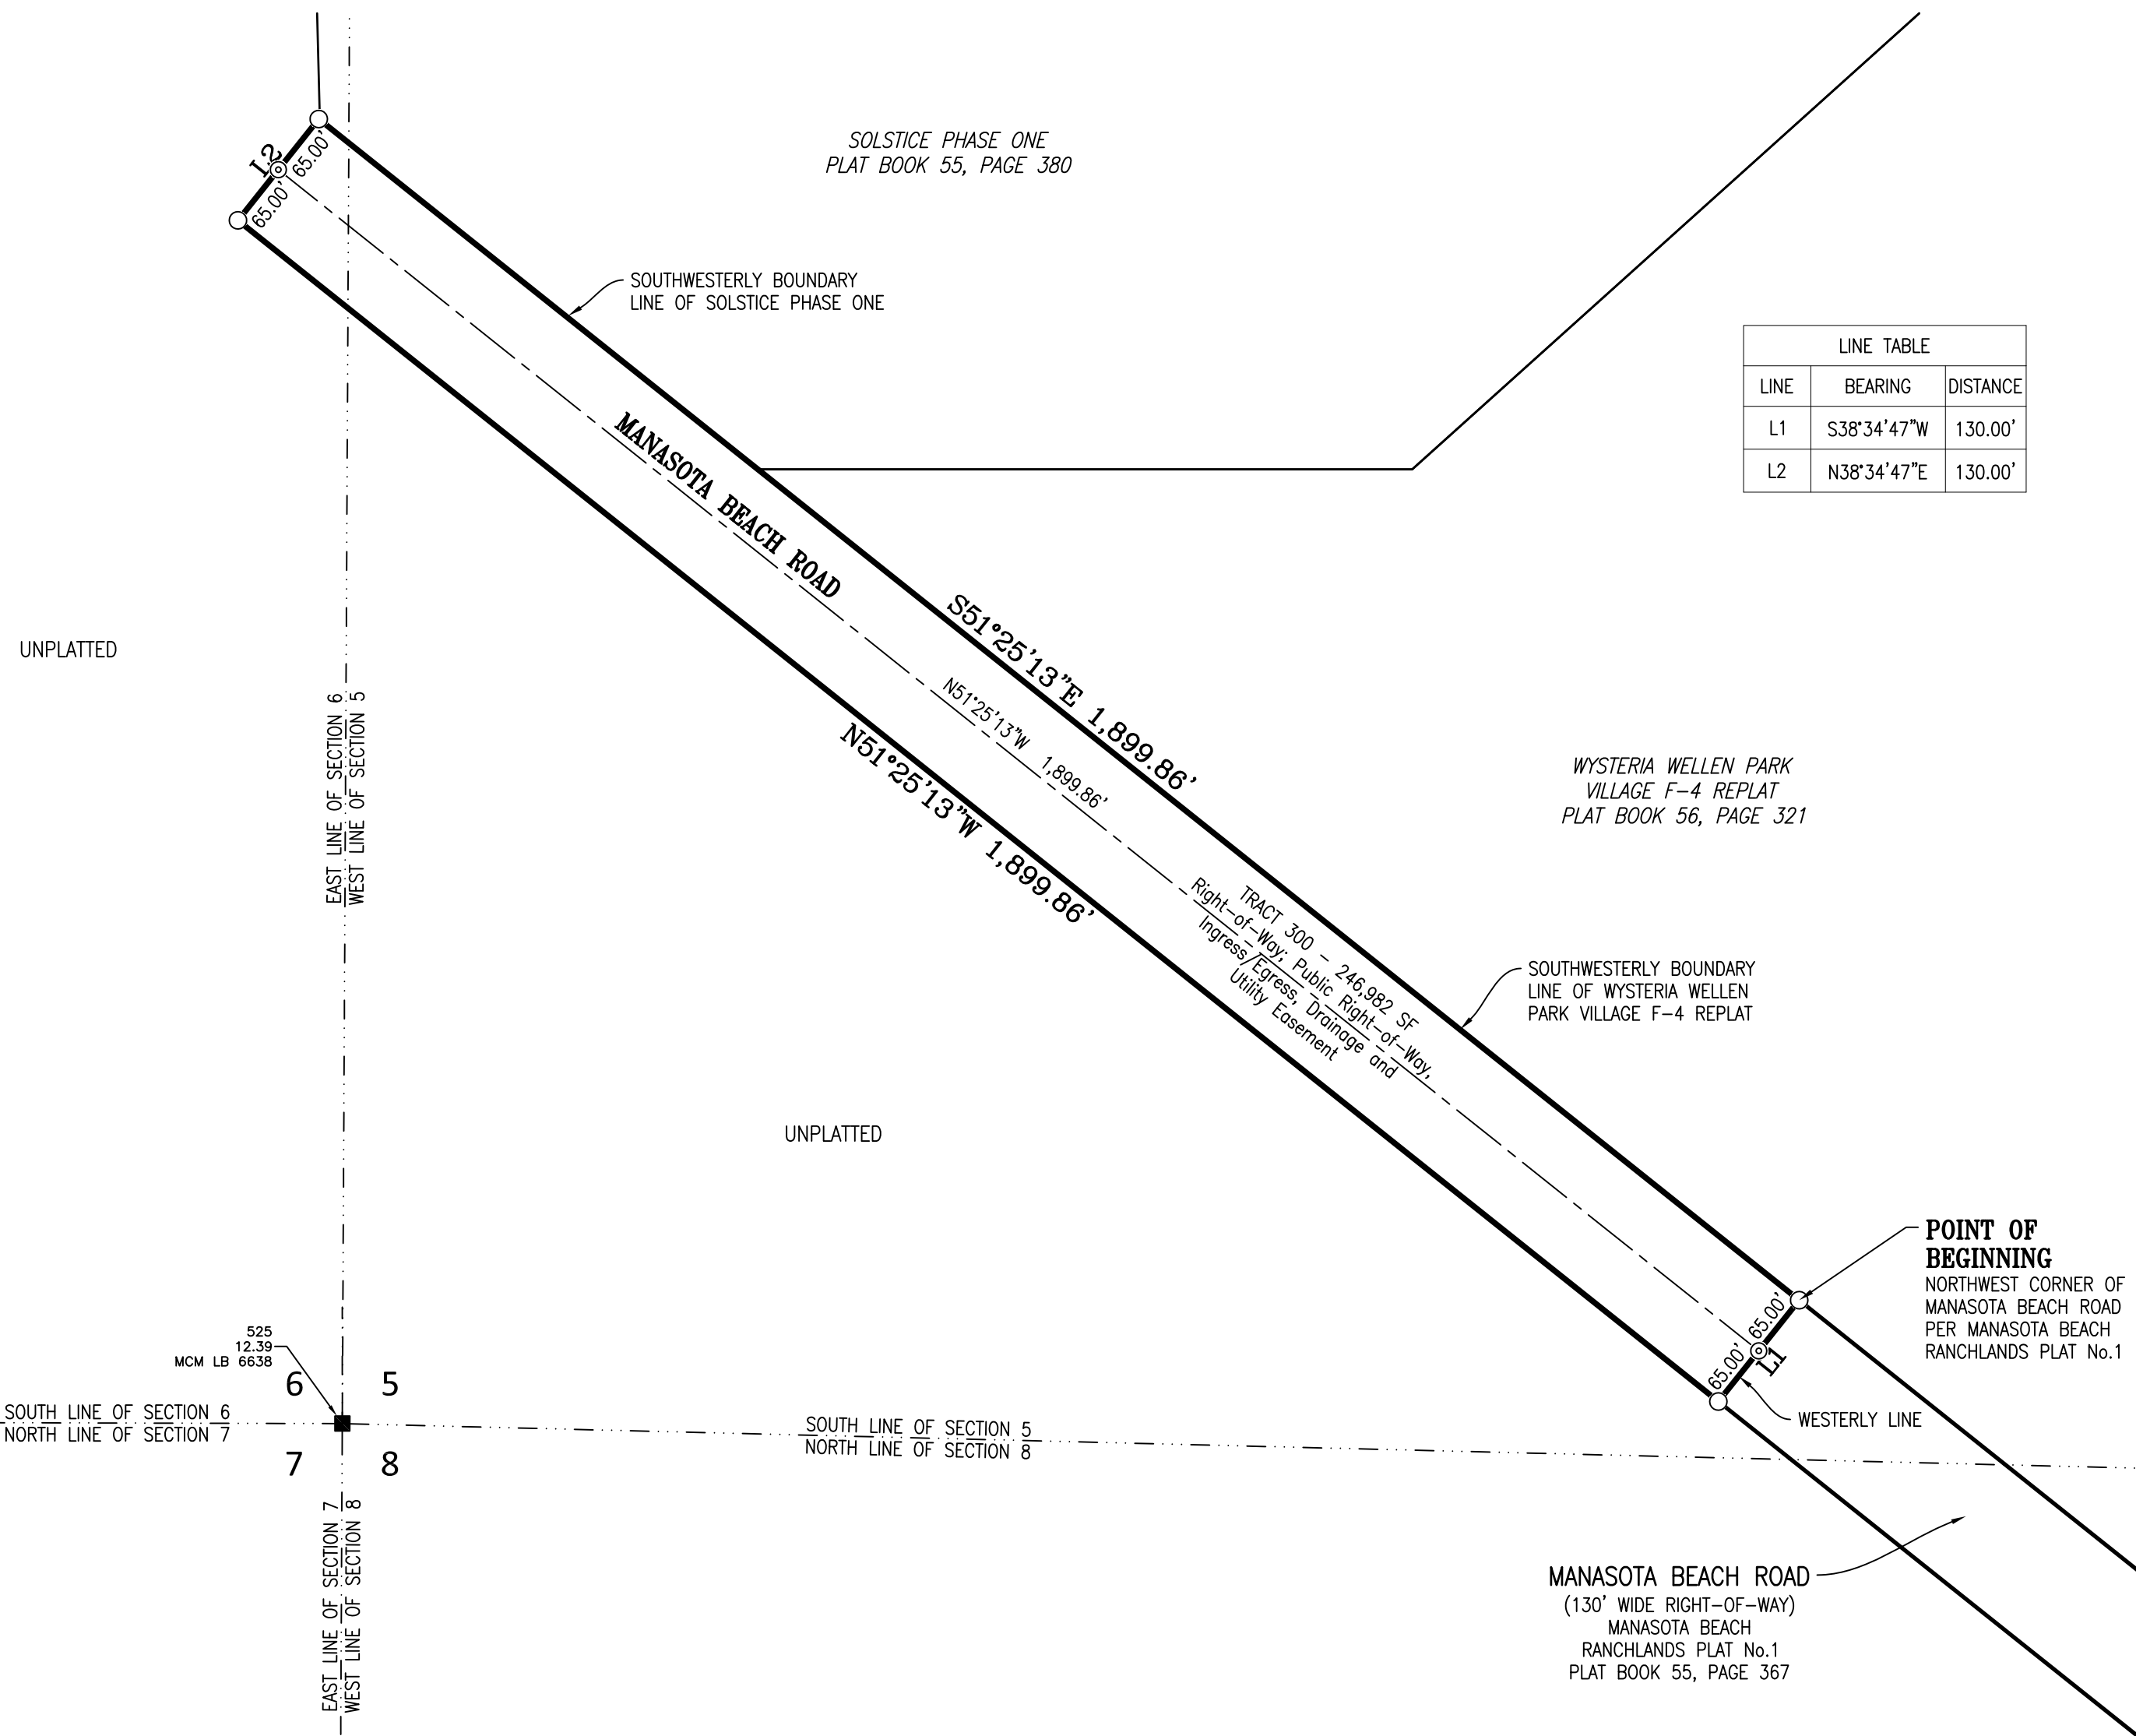 SOLSTICE PHASE ONE
PLAT BOOK 55, PAGE 380
L2
65.00'
65.00'
SOUTHWESTERLY BOUNDARY
LINE OF SOLSTICE PHASE ONE
LINE TABLE
LINE BEARING DISTANCE
L1 S38°34'47"W 130.00'
L2 N38°34'47"E 130.00'
MANASOTA BEACH ROAD
S51°25'13"E 1,899.86'
N51°25'13"W 1,899.86'
N51°25'13"W 1,899.86'
UNPLATTED
EAST LINE OF SECTION 6
WEST LINE OF SECTION 5
WYSTERIA WELLEN PARK
VILLAGE F-4 REPLAT
PLAT BOOK 56, PAGE 321
TRACT 300 - 246,982 SF
Right-of-Way; Public Right-of-Way,
Ingress/Egress, Drainage and
Utility Easement
SOUTHWESTERLY BOUNDARY
LINE OF WYSTERIA WELLEN
PARK VILLAGE F-4 REPLAT
UNPLATTED
POINT OF
BEGINNING
NORTHWEST CORNER OF
MANASOTA BEACH ROAD
PER MANASOTA BEACH
RANCHLANDS PLAT No.1
65.00'
65.00'
L1
WESTERLY LINE
525
12.39
MCM LB 6638
6 5
SOUTH LINE OF SECTION 6
NORTH LINE OF SECTION 7
7 8
SOUTH LINE OF SECTION 5
NORTH LINE OF SECTION 8
EAST LINE OF SECTION 7
WEST LINE OF SECTION 8
MANASOTA BEACH ROAD
(130' WIDE RIGHT-OF-WAY)
MANASOTA BEACH
RANCHLANDS PLAT No.1
PLAT BOOK 55, PAGE 367